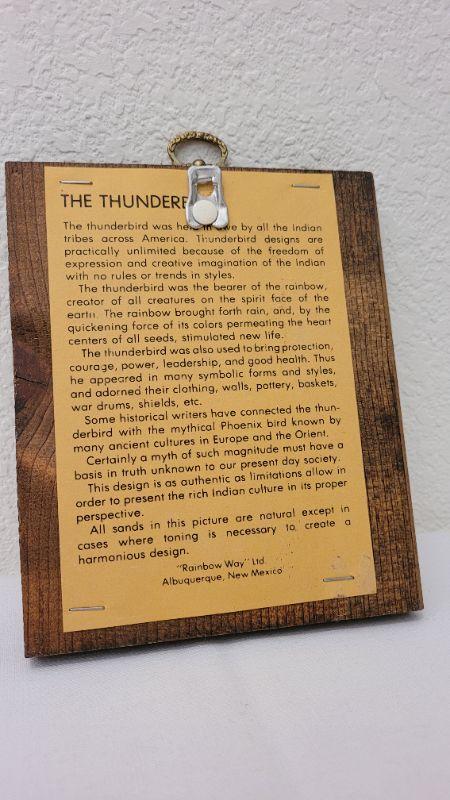 THE THUNDERB
The thunderbird was held in awe by all the Indian
tribes across America. Thunderbird designs are
practically unlimited because of the freedom of
expression and creative imagination of the Indian
with no rules or trends in styles.
The thunderbird was the bearer of the rainbow,
creator of all creatures on the spirit face of the
earth. The rainbow brought forth rain, and, by the
quickening force of its colors permeating the heart
centers of all seeds, stimulated new life.
The thunderbird was also used to bring protection,
courage, power, leadership, and good health. Thus
he appeared in many symbolic forms and styles,
and adorned their clothing, walls, pottery, baskets,
war drums, shields, etc.
Some historical writers have connected the thun-
derbird with the mythical Phoenix bird known by
many ancient cultures in Europe and the Orient.
Certainly a myth of such magnitude must have a
basis in truth unknown to our present day society.
This design is as authentic as limitations allow in
order to present the rich Indian culture in its proper
perspective.
All sands in this picture are natural except in
cases where toning is necessary to create a
harmonious design.
"Rainbow Way" Ltd.
Albuquerque, New Mexico